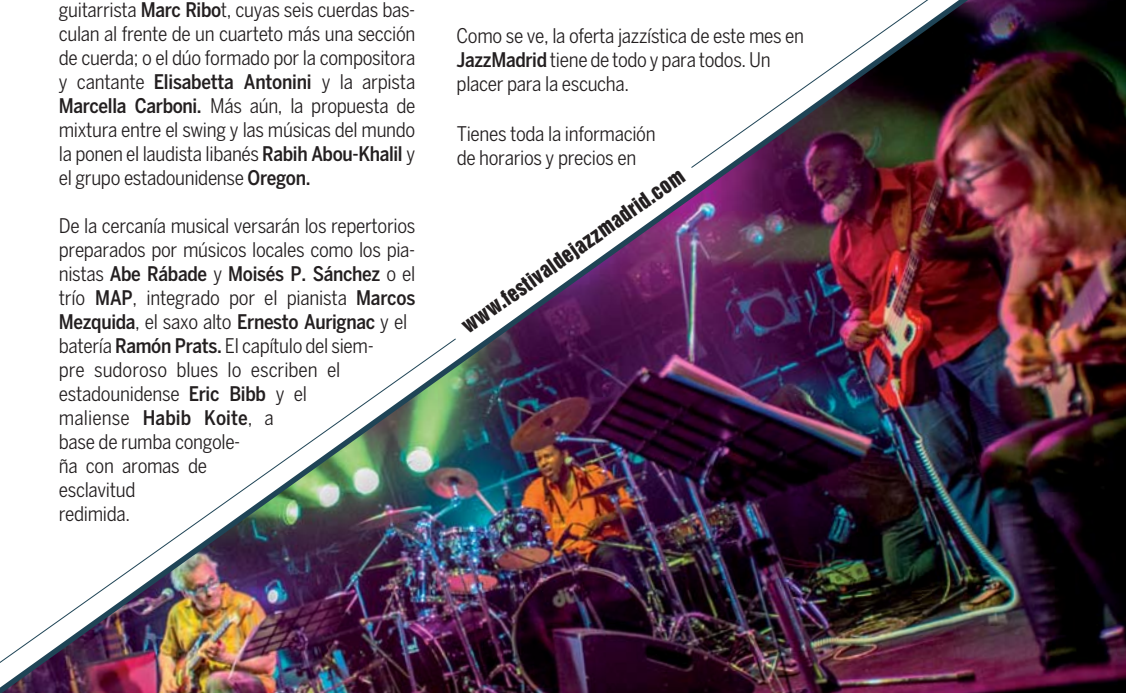 guitarrista Marc Ribot, cuyas seis cuerdas bas-
culan al frente de un cuarteto más una sección
de cuerda; o el dúo formado por la compositora
y cantante Elisabetta Antonini y la arpista
Marcella Carboni. Más aún, la propuesta de
mixtura entre el swing y las músicas del mundo
la ponen el laudista libanés Rabih Abou-Khalil y
el grupo estadounidense Oregon.
De la cercanía musical versarán los repertorios
preparados por músicos locales como los pia-
nistas Abe Rábade y Moisés P. Sánchez o el
trío MAP, integrado por el pianista Marcos
Mezquida, el saxo alto Ernesto Aurignac y el
batería Ramón Prats. El capítulo del siem-
pre sudoroso blues lo escriben el
estadounidense Eric Bibb y el
maliense Habib Koite, a
base de rumba congole-
ña con aromas de
esclavitud
redimida.
Como se ve, la oferta jazzística de este mes en
JazzMadrid tiene de todo y para todos. Un
placer para la escucha.
Tienes toda la información
de horarios y precios en
www.festivaldejazzmadrid.com